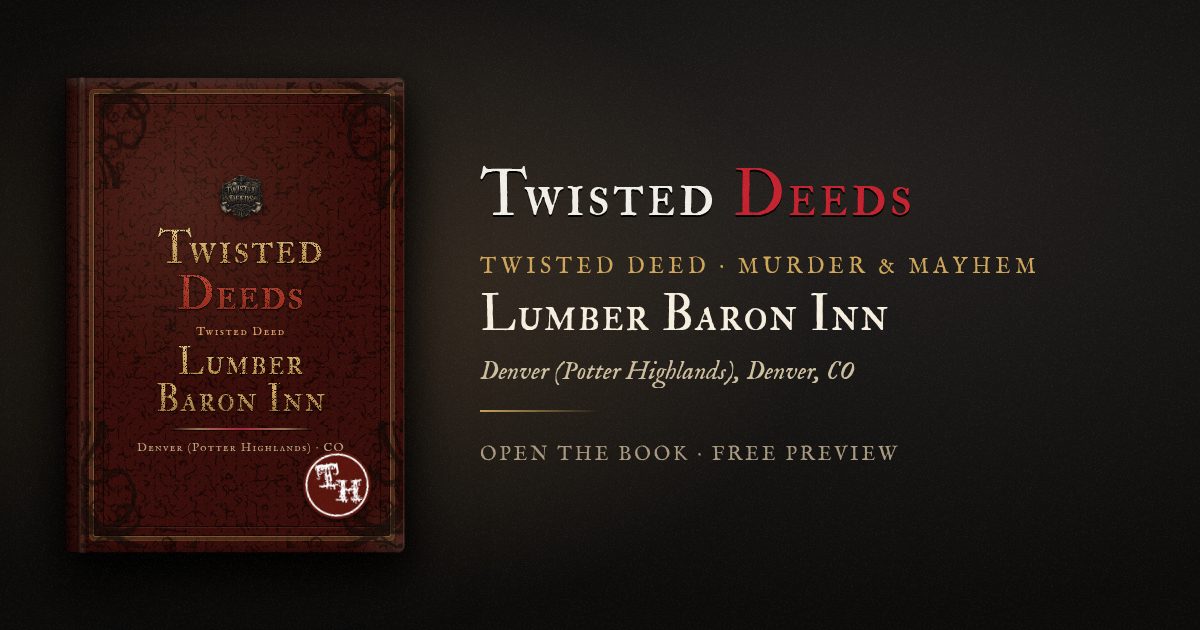 Twisted
Deeds
Twisted Deed
Lumber
Baron Inn
Denver (Potter Highlands) · CO
TH
Twisted Deeds
TWISTED DEED · MURDER & MAYHEM
Lumber Baron Inn
Denver (Potter Highlands), Denver, CO
OPEN THE BOOK · FREE PREVIEW